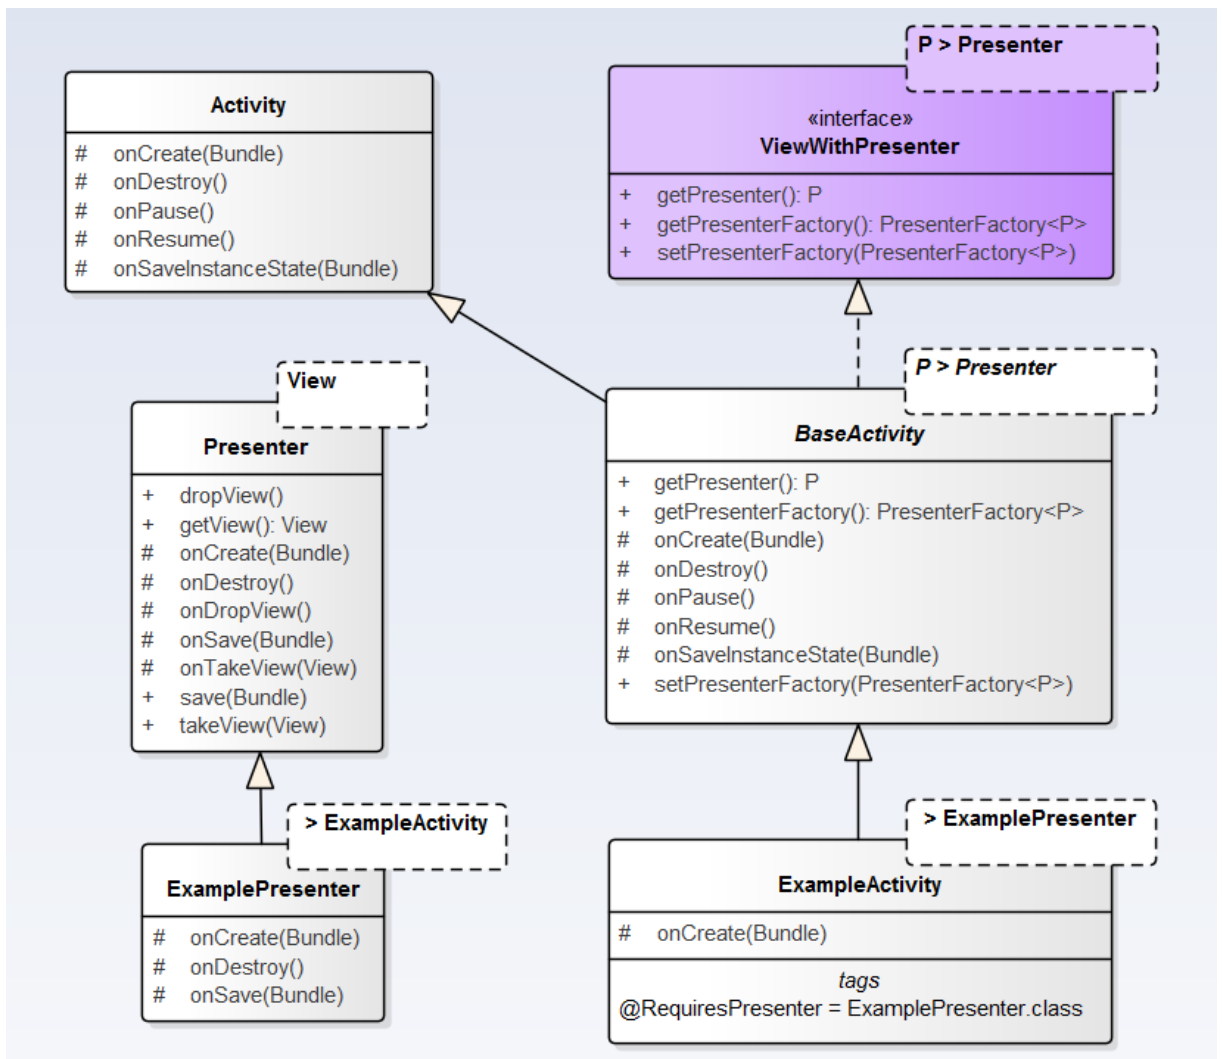 Activity
# onCreate(Bundle)
# onDestroy()
# onPause()
# onResume()
# onSaveInstanceState(Bundle)
P > Presenter
«interface»
ViewWithPresenter
+ getPresenter(): P
+ getPresenterFactory(): PresenterFactory<P>
+ setPresenterFactory(PresenterFactory<P>)
View
Presenter
+ dropView()
+ getView(): View
# onCreate(Bundle)
# onDestroy()
# onDropView()
# onSave(Bundle)
# onTakeView(View)
+ save(Bundle)
+ takeView(View)
P > Presenter
BaseActivity
+ getPresenter(): P
+ getPresenterFactory(): PresenterFactory<P>
# onCreate(Bundle)
# onDestroy()
# onPause()
# onResume()
# onSaveInstanceState(Bundle)
+ setPresenterFactory(PresenterFactory<P>)
> ExampleActivity
ExamplePresenter
# onCreate(Bundle)
# onDestroy()
# onSave(Bundle)
> ExamplePresenter
ExampleActivity
# onCreate(Bundle)
tags
@RequiresPresenter = ExamplePresenter.class